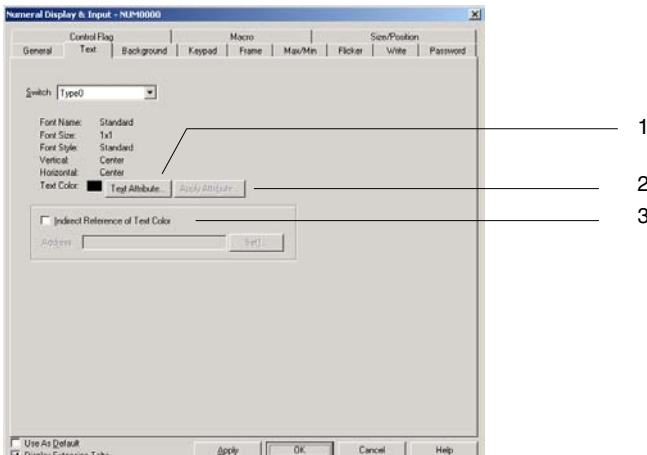 Numeral Display & Input - NUM0000
Control Flag Macro Size/Position
General Text Background Keypad Frame Max/Min Flicker Write Password
Switch Type0
Font Name: Standard
Font Size: 1x1
Font Style: Standard
Vertical: Center
Horizontal: Center
Text Color: Text Attribute... Apply Attribute...
Indirect Reference of Text Color
Address Set I...
1
2
3
Use As Default
Display Extension Tabs
Apply OK Cancel Help